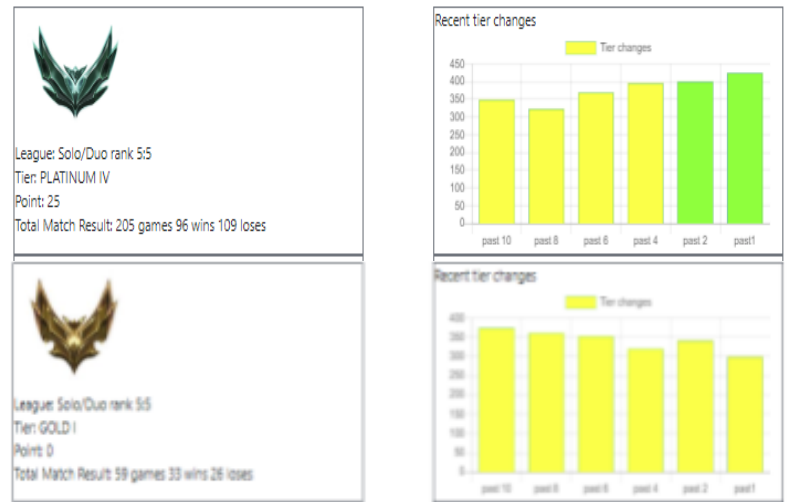 League: Solo/Duo rank 5:5
Tier: PLATINUM IV
Point: 25
Total Match Result: 205 games 96 wins 109 loses
Recent tier changes
Tier changes
450
400
350
300
250
200
150
100
50
0
past 10 past 8 past 6 past 4 past 2 past1
League: Solo/Duo rank 5:5
Tier: GOLD I
Point: 0
Total Match Result: 59 games 33 wins 26 loses
Recent tier changes
Tier changes
400
350
300
250
200
150
100
50
0
past 10 past 8 past 6 past 4 past 2 past1